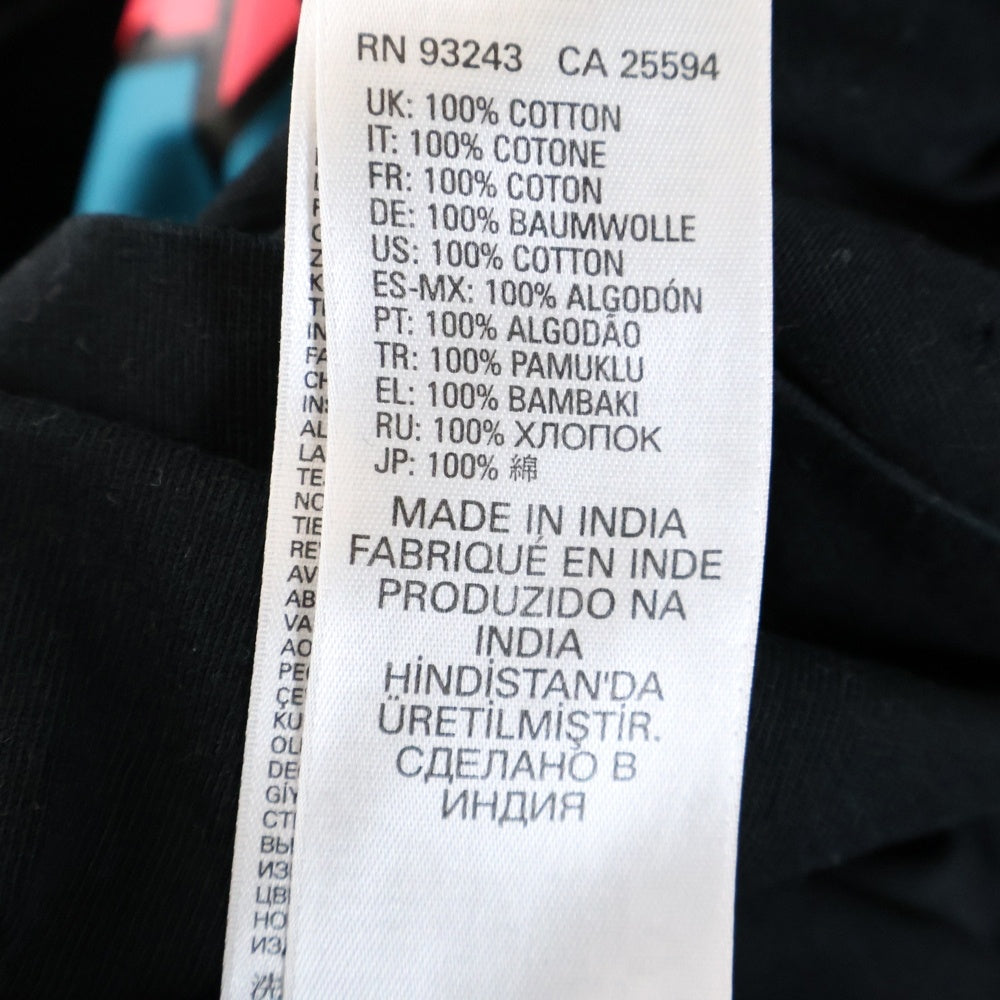 RN 93243 CA 25594
UK: 100% COTTON
IT: 100% COTONE
FR: 100% COTON
DE: 100% BAUMWOLLE
US: 100% COTTON
ES-MX: 100% ALGODÓN
PT: 100% ALGODÃO
TR: 100% PAMUKLU
EL: 100% BAMBAKI
RU: 100% ХЛОПОК
JP: 100% 綿
MADE IN INDIA
FABRIQUÉ EN INDE
PRODUZIDO NA
INDIA
HİNDİSTAN'DA
ÜRETİLMİŞTİR.
СДЕЛАНО В
ИНДИЯ